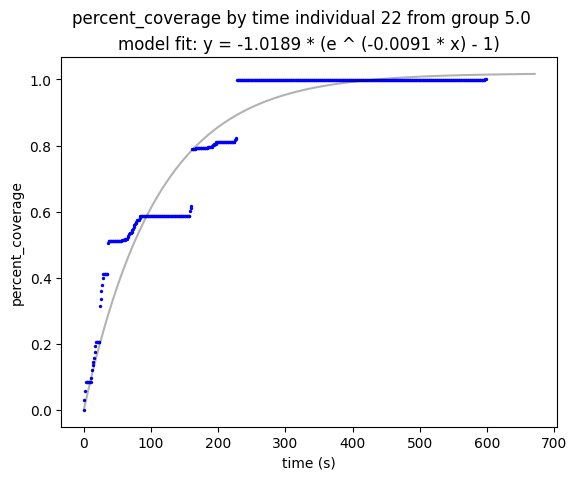 percent_coverage by time individual 22 from group 5.0
model fit: y = -1.0189 * (e ^ (-0.0091 * x) - 1)
1.0
0.8
0.6
0.4
0.2
0.0
percent_coverage
0 100 200 300 400 500 600 700
time (s)